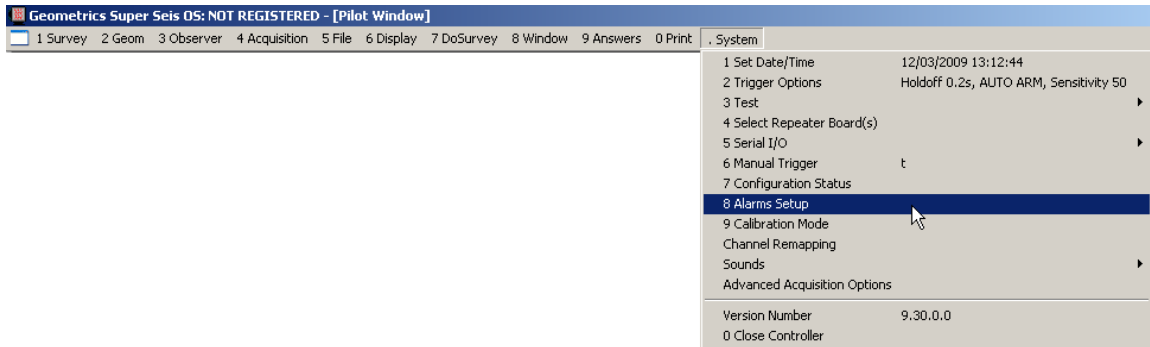 Geometrics Super Seis OS: NOT REGISTERED - [Pilot Window]
1 Survey 2 Geom 3 Observer 4 Acquisition 5 File 6 Display 7 DoSurvey 8 Window 9 Answers 0 Print . System
1 Set Date/Time 12/03/2009 13:12:44
2 Trigger Options Holdoff 0.2s, AUTO ARM, Sensitivity 50
3 Test
4 Select Repeater Board(s)
5 Serial I/O
6 Manual Trigger t
7 Configuration Status
8 Alarms Setup
9 Calibration Mode
Channel Remapping
Sounds
Advanced Acquisition Options
Version Number 9.30.0.0
0 Close Controller